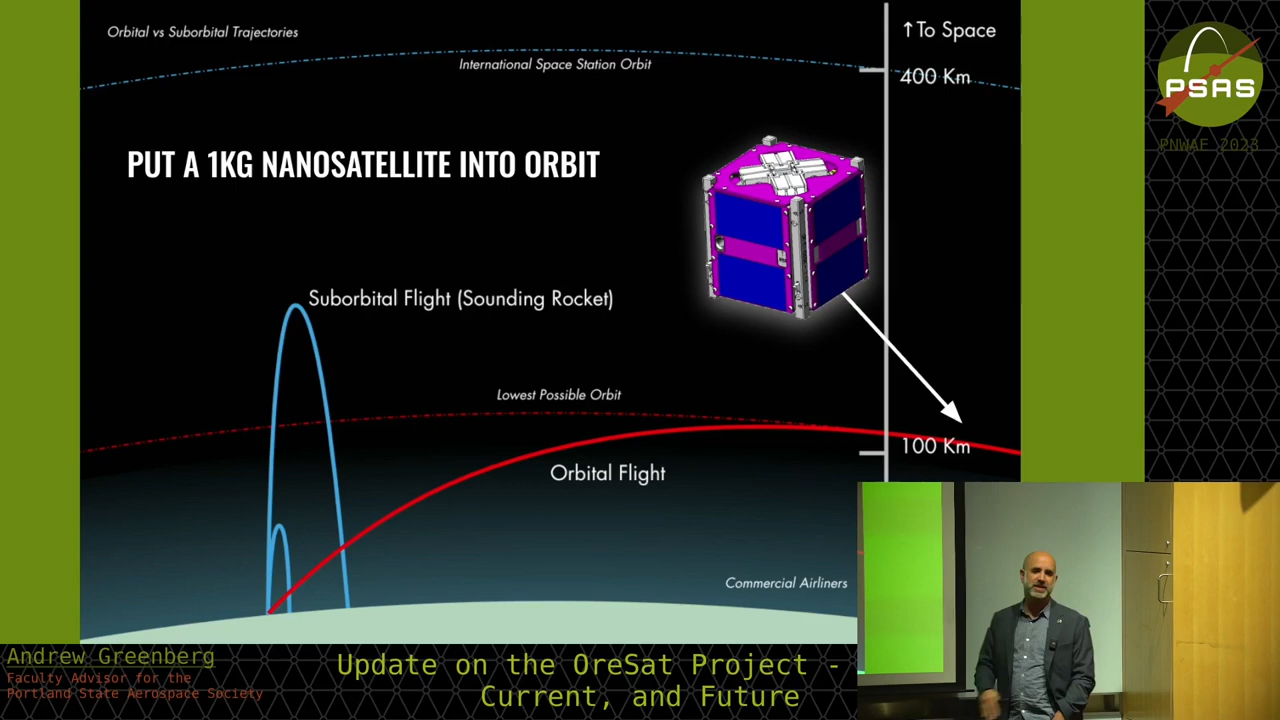 Orbital vs Suborbital Trajectories
↑ To Space
International Space Station Orbit
400 Km
PSAS
PNWAF 2023
PUT A 1KG NANOSATELLITE INTO ORBIT
Suborbital Flight (Sounding Rocket)
Lowest Possible Orbit
100 Km
Orbital Flight
Commercial Airliners
Andrew Greenberg
Faculty Advisor for the
Portland State Aerospace Society
Update on the OreSat Project -
Current, and Future